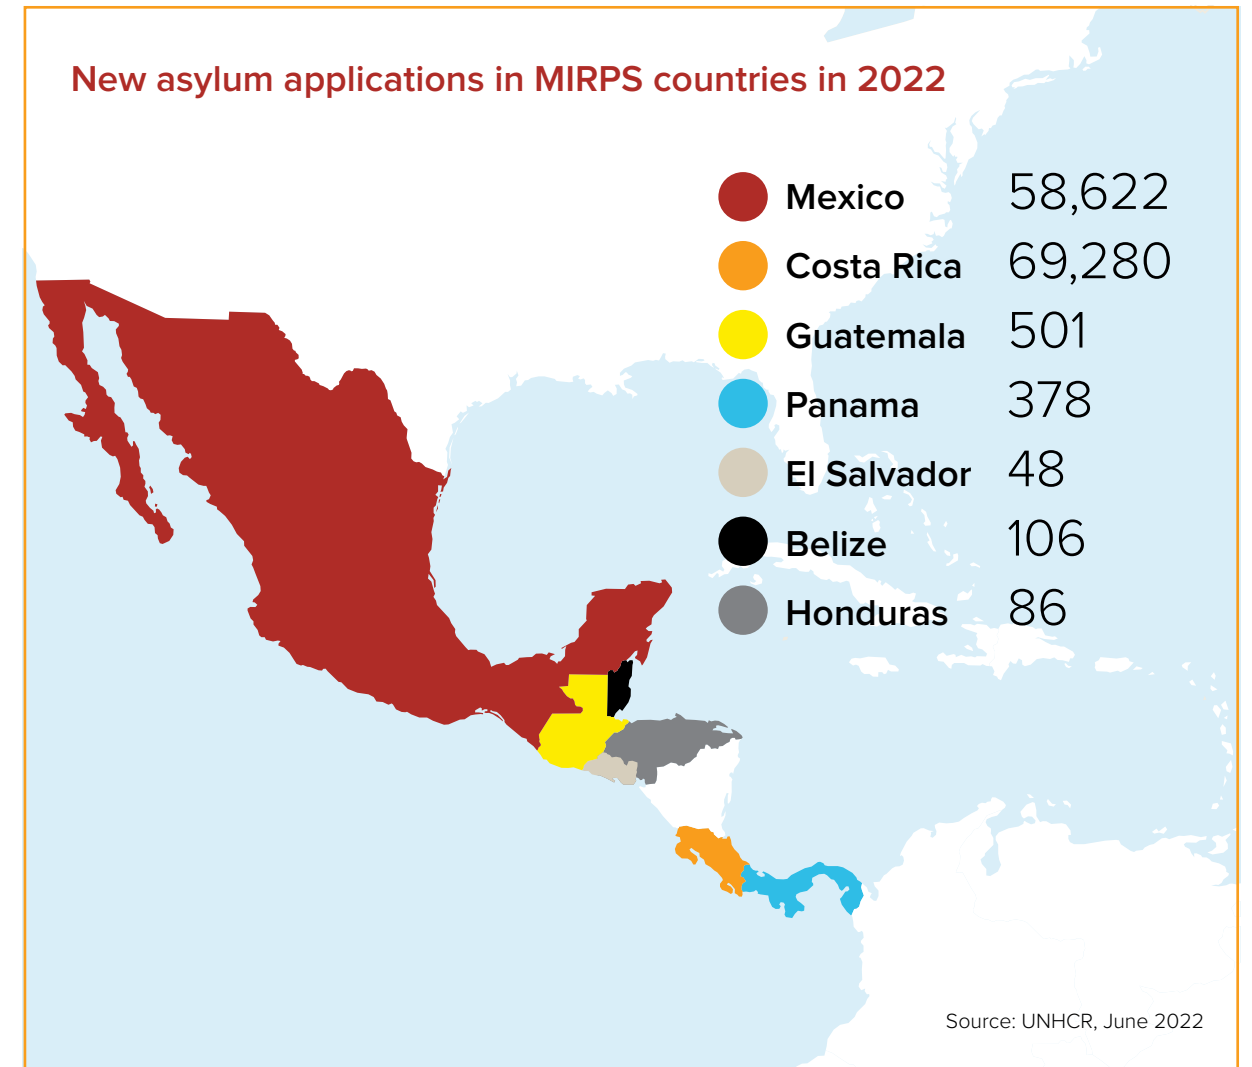 New asylum applications in MIRPS countries in 2022
Mexico 58,622
Costa Rica 69,280
Guatemala 501
Panama 378
El Salvador 48
Belize 106
Honduras 86
Source: UNHCR, June 2022